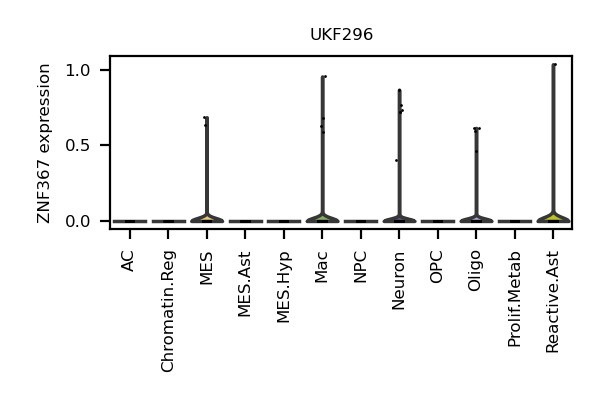 UKF296
ZNF367 expression
1.0
0.5
0.0
AC
Chromatin.Reg
MES
MES.Ast
MES.Hyp
Mac
NPC
Neuron
OPC
Oligo
Prolif.Metab
Reactive.Ast